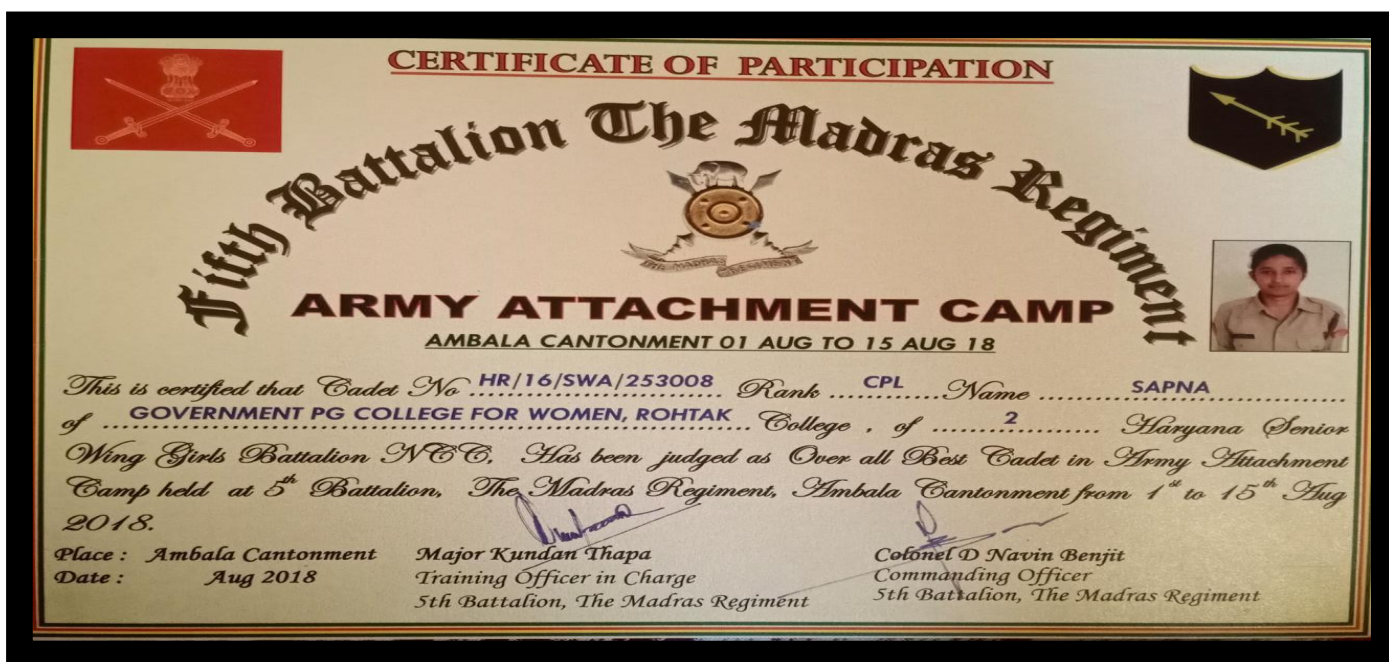 CERTIFICATE OF PARTICIPATION
Fifth Battalion The Madras Regiment
THE MADRAS REGIMENT
ARMY ATTACHMENT CAMP
AMBALA CANTONMENT 01 AUG TO 15 AUG 18
This is certified that Cadet No HR/16/SWA/253008 Rank CPL Name SAPNA
of GOVERNMENT PG COLLEGE FOR WOMEN, ROHTAK College , of 2 Haryana Senior
Wing Girls Battalion NCC, Has been judged as Over all Best Cadet in Army Attachment
Camp held at 5th Battalion, The Madras Regiment, Ambala Cantonment from 1st to 15th Aug
2018.
Place : Ambala Cantonment Major Kundan Thapa Colonel D Navin Benjit
Date : Aug 2018 Training Officer in Charge Commanding Officer
5th Battalion, The Madras Regiment 5th Battalion, The Madras Regiment